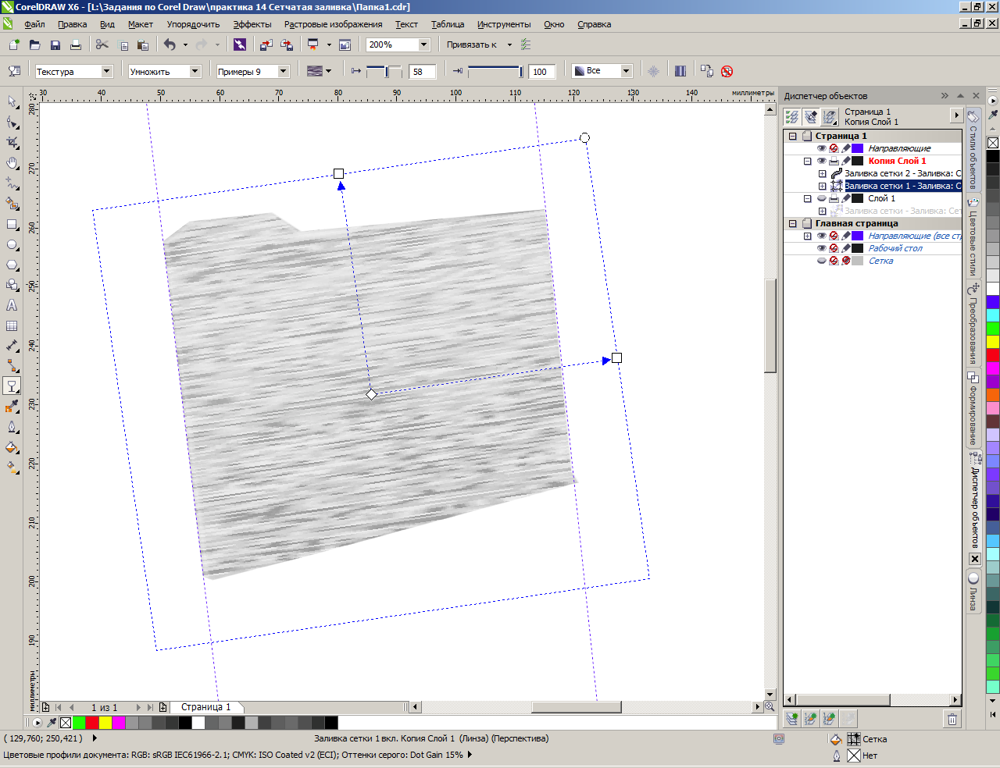 CorelDRAW X6 - [L:\Задания по Corel Draw\практика 14 Сетчатая заливка\Папка1.cdr]
Файл Правка Вид Макет Упорядочить Эффекты Растровые изображения Текст Таблица Инструменты Окно Справка
200% Привязать к
Текстура Умножить Примеры 9 58 100 Все
30 40 50 60 70 80 90 100 110 120 130 140 миллиметры
280
270
260
250
240
230
220
210
200
190
миллиметры
Диспетчер объектов
Страница 1
Копия Слой 1
Страница 1
Направляющие
Копия Слой 1
Заливка сетки 2 - Заливка: С
Заливка сетки 1 - Заливка: С
Слой 1
Заливка сетки - Заливка: Сет
Главная страница
Направляющие (все стр
Рабочий стол
Сетка
Стили объектов
Цветовые стили
Преобразования
Формирование
Диспетчер объектов
Линза
1 из 1 Страница 1
( 129,760; 250,421 ) Заливка сетки 1 вкл. Копия Слой 1 (Линза) (Перспектива) Сетка
Цветовые профили документа: RGB: sRGB IEC61966-2.1; CMYK: ISO Coated v2 (ECI); Оттенки серого: Dot Gain 15% Нет